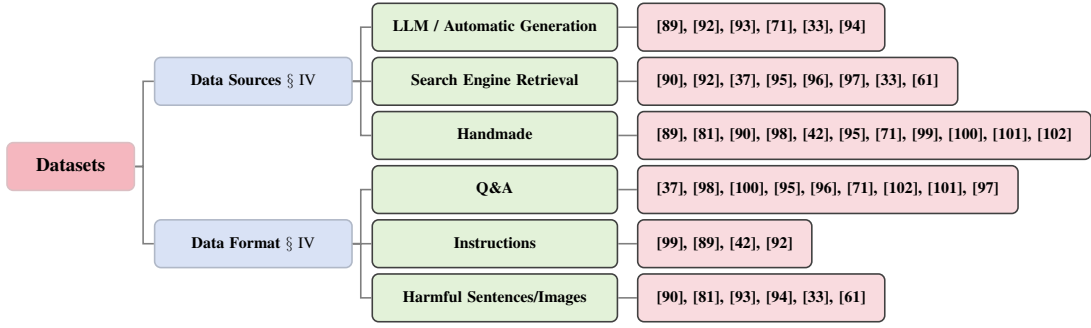 Datasets
Data Sources § IV
LLM / Automatic Generation
[89], [92], [93], [71], [33], [94]
Search Engine Retrieval
[90], [92], [37], [95], [96], [97], [33], [61]
Handmade
[89], [81], [90], [98], [42], [95], [71], [99], [100], [101], [102]
Data Format § IV
Q&A
[37], [98], [100], [95], [96], [71], [102], [101], [97]
Instructions
[99], [89], [42], [92]
Harmful Sentences/Images
[90], [81], [93], [94], [33], [61]